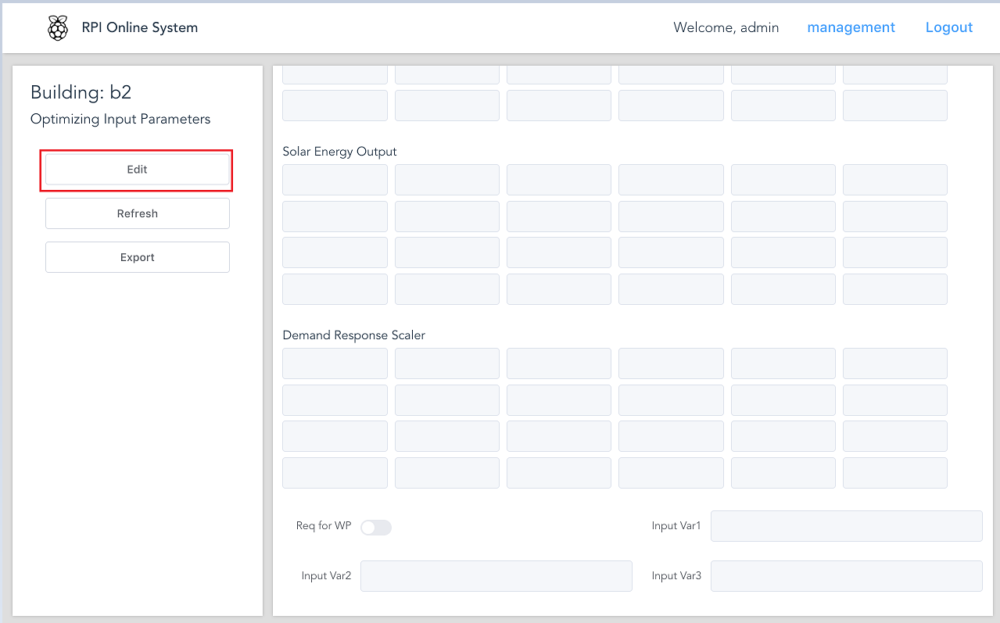 RPI Online System
Welcome, admin
management
Logout
Building: b2
Optimizing Input Parameters
Edit
Refresh
Export
Solar Energy Output
Demand Response Scaler
Req for WP
Input Var1
Input Var2
Input Var3